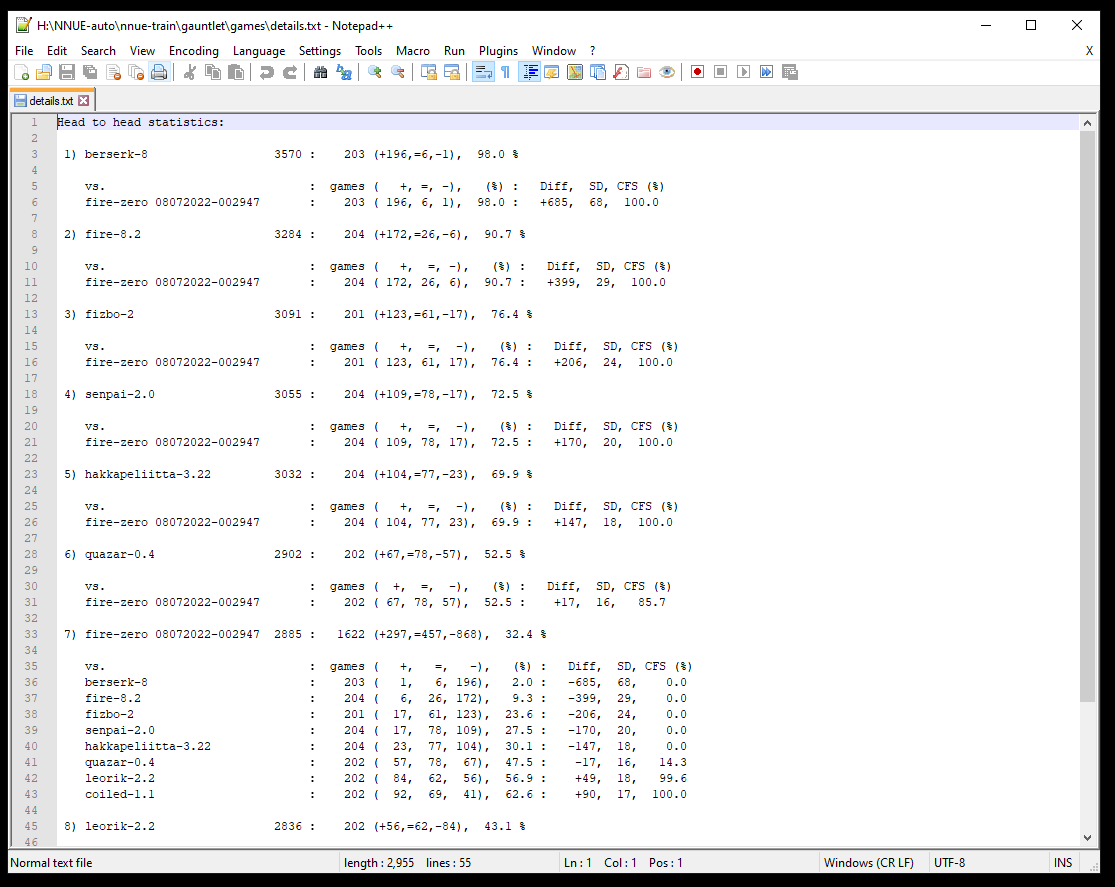 H:\NNUE-auto\nnue-train\gauntlet\games\details.txt - Notepad++
File Edit Search View Encoding Language Settings Tools Macro Run Plugins Window ? X
details.txt
1 Head to head statistics:
2
3 1) berserk-8 3570 : 203 (+196,=6,-1), 98.0 %
4
5 vs. : games ( +, =, -), (%) : Diff, SD, CFS (%)
6 fire-zero 08072022-002947 : 203 ( 196, 6, 1), 98.0 : +685, 68, 100.0
7
8 2) fire-8.2 3284 : 204 (+172,=26,-6), 90.7 %
9
10 vs. : games ( +, =, -), (%) : Diff, SD, CFS (%)
11 fire-zero 08072022-002947 : 204 ( 172, 26, 6), 90.7 : +399, 29, 100.0
12
13 3) fizbo-2 3091 : 201 (+123,=61,-17), 76.4 %
14
15 vs. : games ( +, =, -), (%) : Diff, SD, CFS (%)
16 fire-zero 08072022-002947 : 201 ( 123, 61, 17), 76.4 : +206, 24, 100.0
17
18 4) senpai-2.0 3055 : 204 (+109,=78,-17), 72.5 %
19
20 vs. : games ( +, =, -), (%) : Diff, SD, CFS (%)
21 fire-zero 08072022-002947 : 204 ( 109, 78, 17), 72.5 : +170, 20, 100.0
22
23 5) hakkapeliitta-3.22 3032 : 204 (+104,=77,-23), 69.9 %
24
25 vs. : games ( +, =, -), (%) : Diff, SD, CFS (%)
26 fire-zero 08072022-002947 : 204 ( 104, 77, 23), 69.9 : +147, 18, 100.0
27
28 6) quazar-0.4 2902 : 202 (+67,=78,-57), 52.5 %
29
30 vs. : games ( +, =, -), (%) : Diff, SD, CFS (%)
31 fire-zero 08072022-002947 : 202 ( 67, 78, 57), 52.5 : +17, 16, 85.7
32
33 7) fire-zero 08072022-002947 2885 : 1622 (+297,=457,-868), 32.4 %
34
35 vs. : games ( +, =, -), (%) : Diff, SD, CFS (%)
36 berserk-8 : 203 ( 1, 6, 196), 2.0 : -685, 68, 0.0
37 fire-8.2 : 204 ( 6, 26, 172), 9.3 : -399, 29, 0.0
38 fizbo-2 : 201 ( 17, 61, 123), 23.6 : -206, 24, 0.0
39 senpai-2.0 : 204 ( 17, 78, 109), 27.5 : -170, 20, 0.0
40 hakkapeliitta-3.22 : 204 ( 23, 77, 104), 30.1 : -147, 18, 0.0
41 quazar-0.4 : 202 ( 57, 78, 67), 47.5 : -17, 16, 14.3
42 leorik-2.2 : 202 ( 84, 62, 56), 56.9 : +49, 18, 99.6
43 coiled-1.1 : 202 ( 92, 69, 41), 62.6 : +90, 17, 100.0
44
45 8) leorik-2.2 2836 : 202 (+56,=62,-84), 43.1 %
46
Normal text file length : 2,955 lines : 55 Ln : 1 Col : 1 Pos : 1 Windows (CR LF) UTF-8 INS